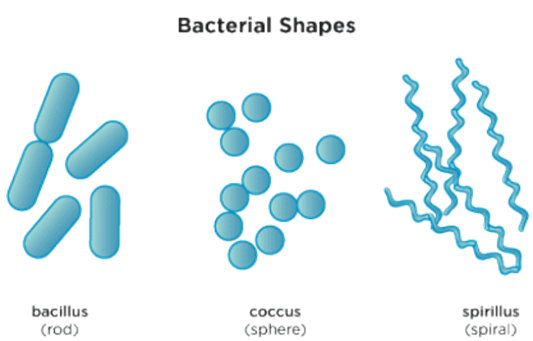 Bacterial Shapes
bacillus
(rod)
coccus
(sphere)
spirillus
(spiral)